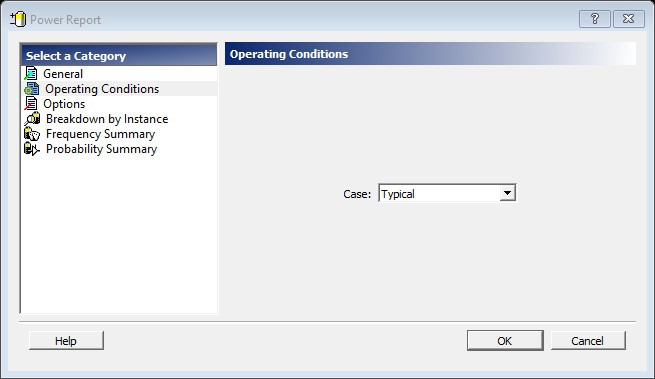 Power Report
?
Select a Category
Operating Conditions
General
Operating Conditions
Options
Breakdown by Instance
Frequency Summary
Probability Summary
Case: Typical
Help
OK
Cancel